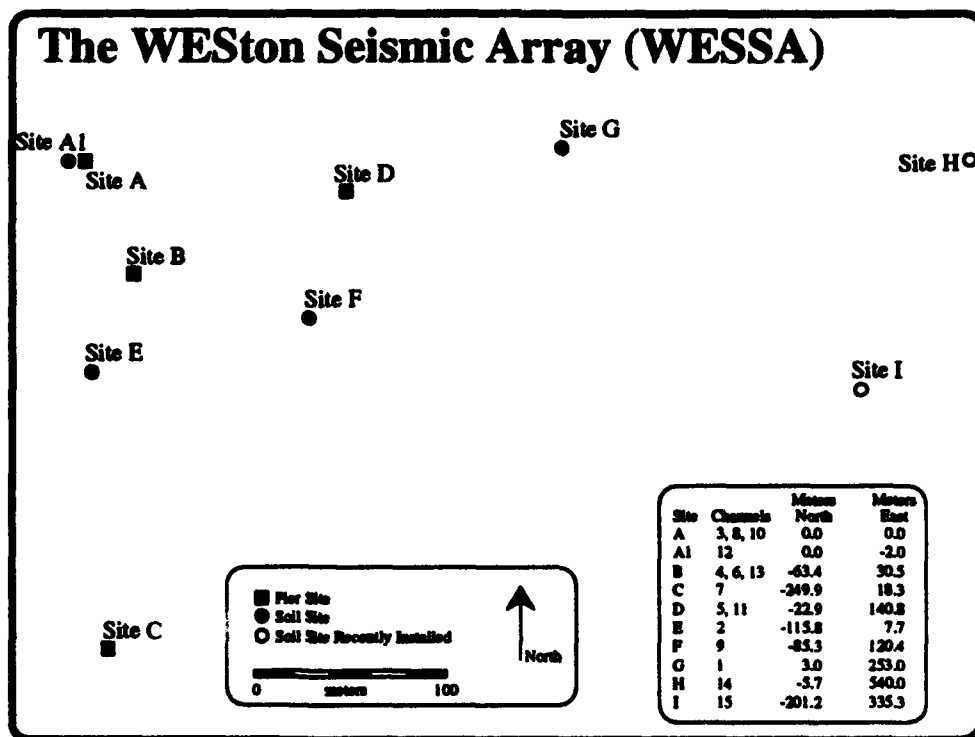 The WESton Seismic Array (WESSA)
Site A1
Site A
Site B
Site D
Site G
Site H
Site F
Site E
Site I
Site C
Pier Site
Soil Site
Soil Site Recently Installed
0 meters 100
North
Site Channels Meters North Meters East
A 3, 8, 10 0.0 0.0
A1 12 0.0 -2.0
B 4, 6, 13 -63.4 30.5
C 7 -249.9 18.3
D 5, 11 -22.9 140.8
E 2 -115.8 7.7
F 9 -85.3 120.4
G 1 3.0 253.0
H 14 -5.7 540.0
I 15 -201.2 335.3